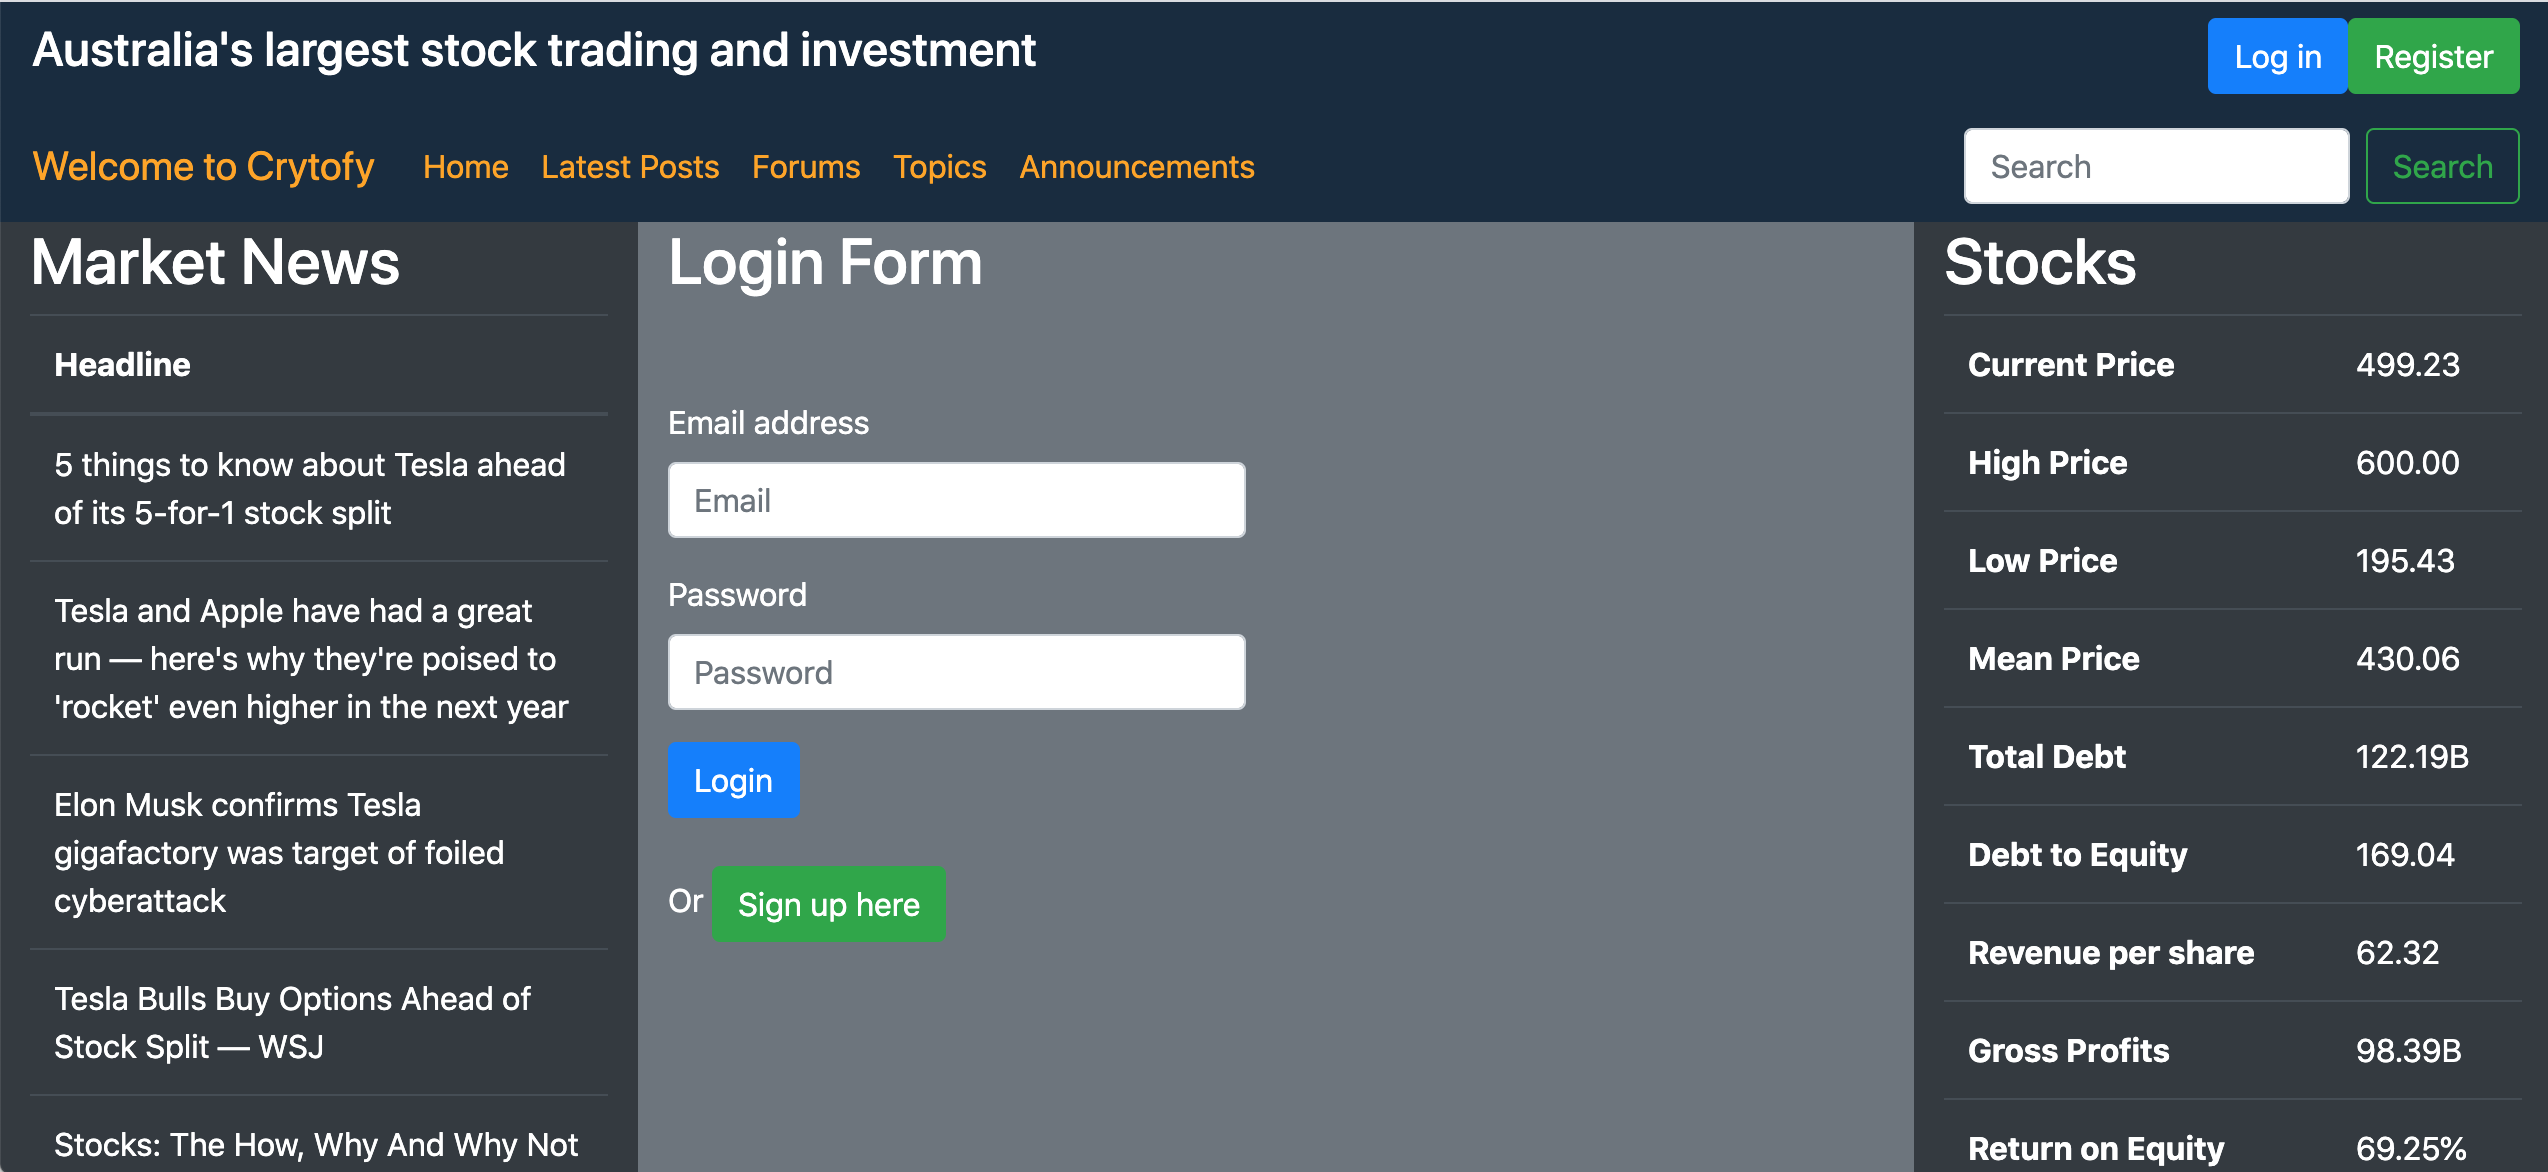 Australia's largest stock trading and investment
Log in
Register
Welcome to Crytofy
Home
Latest Posts
Forums
Topics
Announcements
Search
Search
Market News
Headline
5 things to know about Tesla ahead
of its 5-for-1 stock split
Tesla and Apple have had a great
run — here's why they're poised to
'rocket' even higher in the next year
Elon Musk confirms Tesla
gigafactory was target of foiled
cyberattack
Tesla Bulls Buy Options Ahead of
Stock Split — WSJ
Stocks: The How, Why And Why Not
Login Form
Email address
Email
Password
Password
Login
Or Sign up here
Stocks
Current Price 499.23
High Price 600.00
Low Price 195.43
Mean Price 430.06
Total Debt 122.19B
Debt to Equity 169.04
Revenue per share 62.32
Gross Profits 98.39B
Return on Equity 69.25%